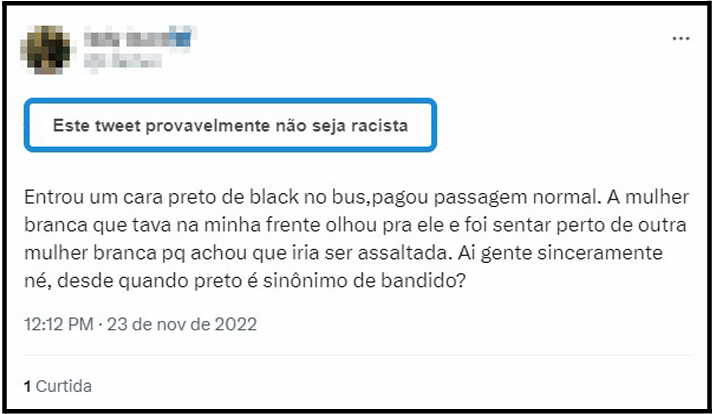 Este tweet provavelmente não seja racista
Entrou um cara preto de black no bus,pagou passagem normal. A mulher
branca que tava na minha frente olhou pra ele e foi sentar perto de outra
mulher branca pq achou que iria ser assaltada. Ai gente sinceramente
né, desde quando preto é sinônimo de bandido?
12:12 PM · 23 de nov de 2022
1 Curtida